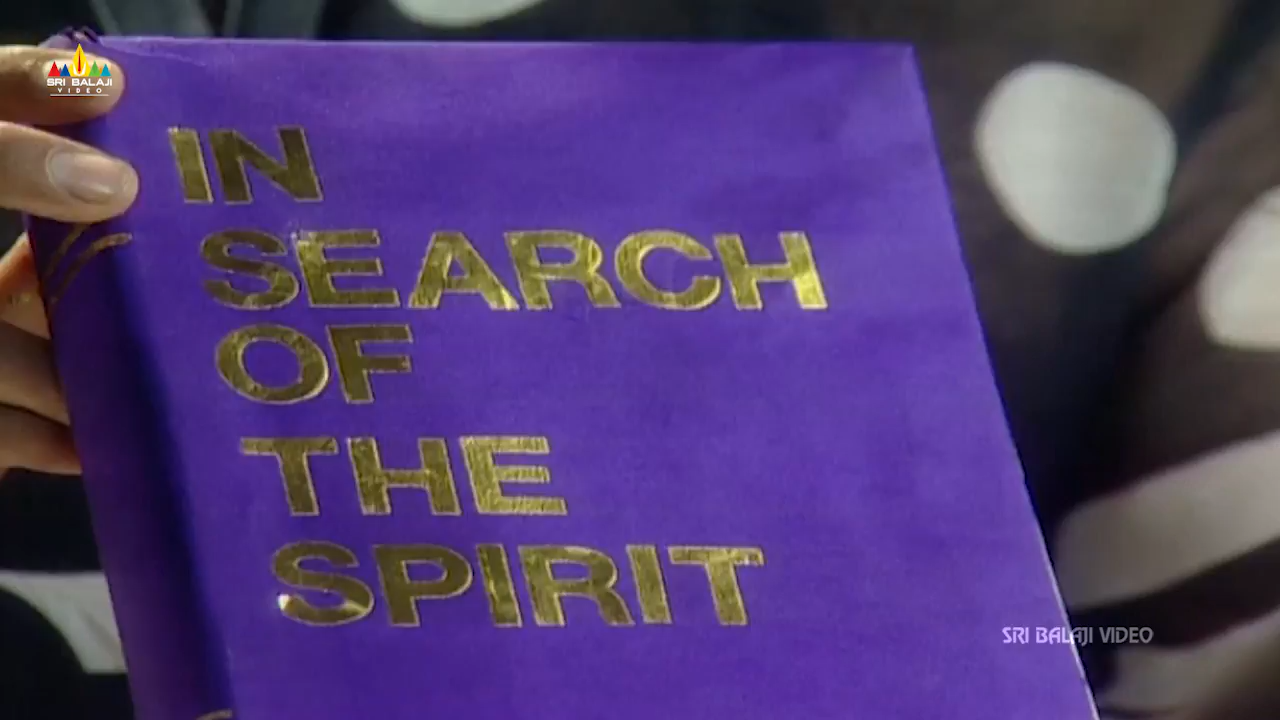 SRI BALAJI
VIDEO
IN
SEARCH
OF
THE
SPIRIT
SRI BALAJI VIDEO